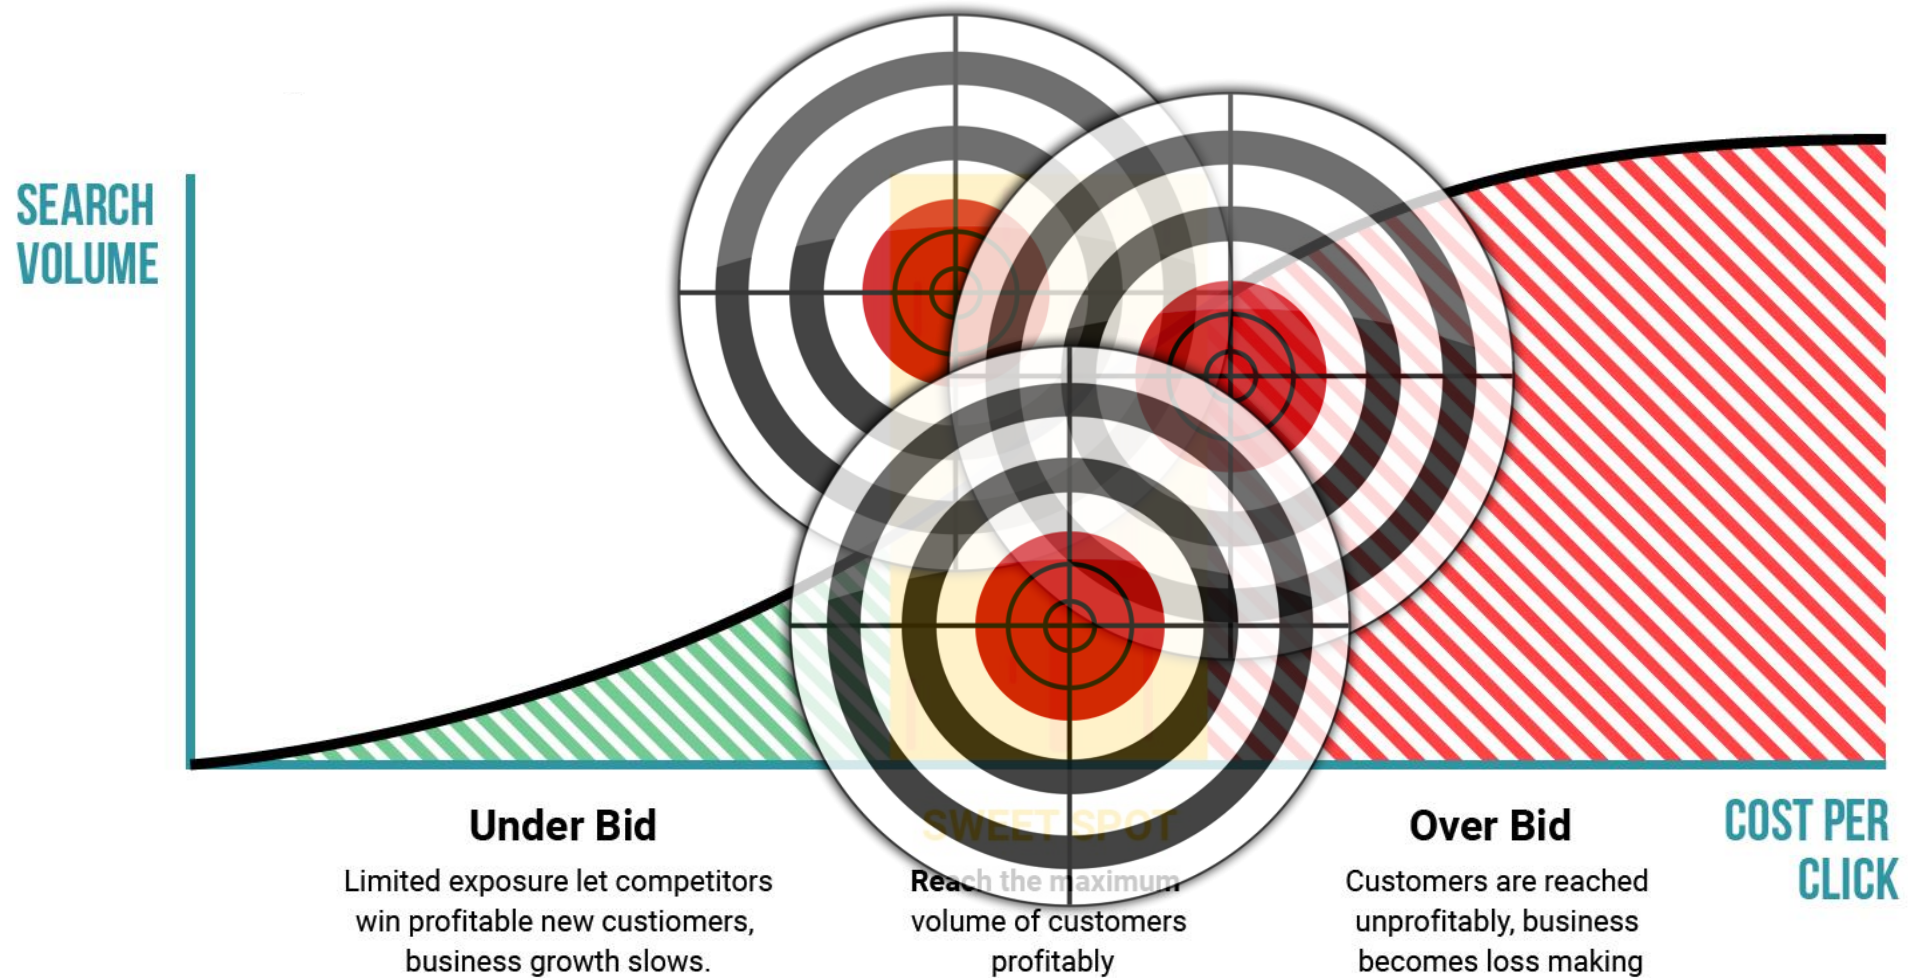 SEARCH
VOLUME
Under Bid
Limited exposure let competitors
win profitable new custiomers,
business growth slows.
SWEET SPOT
Reach the maximum
volume of customers
profitably
Over Bid
Customers are reached
unprofitably, business
becomes loss making
COST PER
CLICK